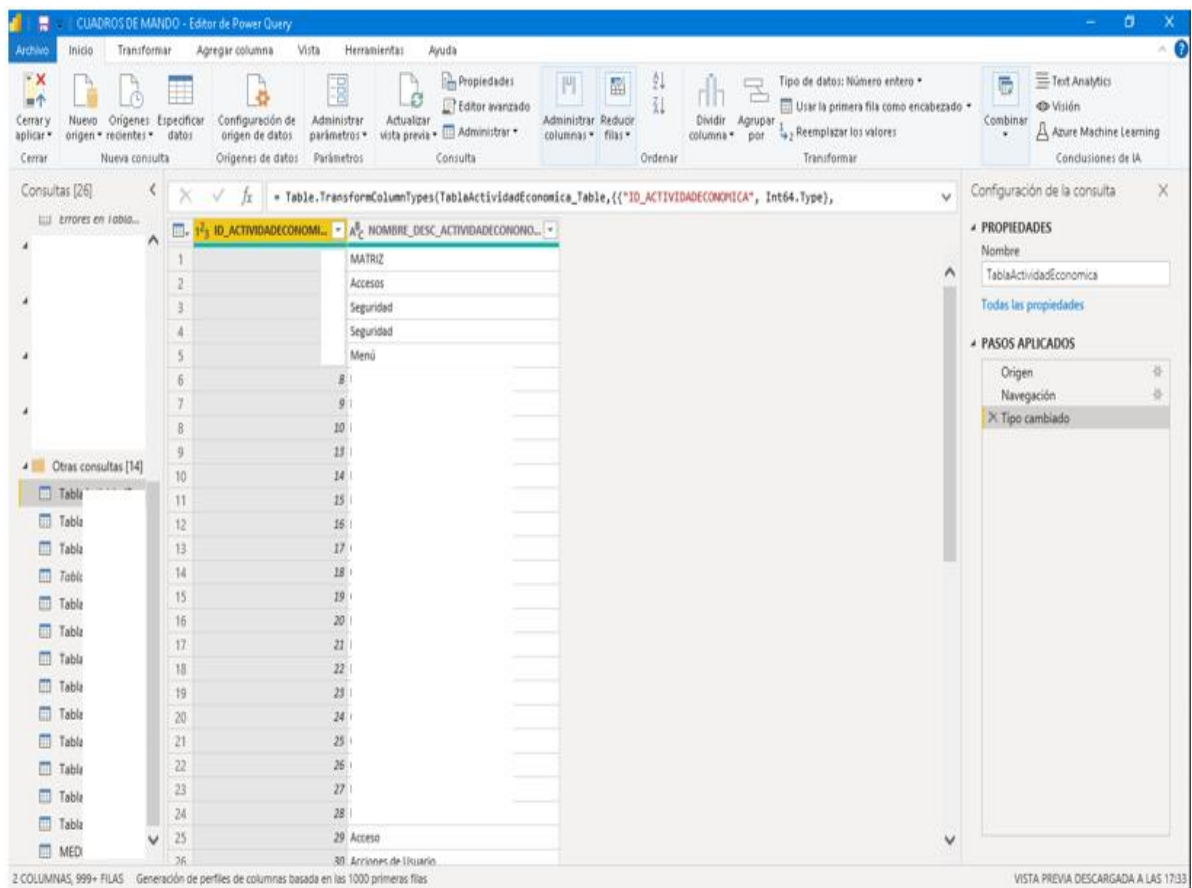 CUADROS DE MANDO - Editor de Power Query
Archivo Inicio Transformar Agregar columna Vista Herramientas Ayuda
Cerrar y aplicar
Nuevo origen
Orígenes recientes
Especificar datos
Configuración de origen de datos
Administrar parámetros
Actualizar vista previa
Propiedades
Editor avanzado
Administrar
Administrar columnas
Reducir filas
Dividir columna
Agrupar por
Tipo de datos: Número entero
Usar la primera fila como encabezado
Reemplazar los valores
Combinar
Text Analytics
Visión
Azure Machine Learning
Cerrar
Nueva consulta
Orígenes de datos
Parámetros
Consulta
Ordenar
Transformar
Conclusiones de IA
Consultas [26]
Errores en Tabla...
Otras consultas [14]
Tabla
Tabla
Tabla
Tabla
Tabla
Tabla
Tabla
Tabla
Tabla
Tabla
Tabla
Tabla
Tabla
MED
fx = Table.TransformColumnTypes(TablaActividadEconomica_Table,{{"ID_ACTIVIDADECONOMICA", Int64.Type},
ID_ACTIVIDADECONOMI... NOMBRE_DESC_ACTIVIDADECONONO...
1 MATRIZ
2 Accesos
3 Seguridad
4 Seguridad
5 Menú
6 8
7 9
8 10
9 13
10 14
11 15
12 16
13 17
14 18
15 19
16 20
17 21
18 22
19 23
20 24
21 25
22 26
23 27
24 28
25 29 Acceso
26 30 Acciones de Usuario
Configuración de la consulta
PROPIEDADES
Nombre
TablaActividadEconomica
Todas las propiedades
PASOS APLICADOS
Origen
Navegación
Tipo cambiado
2 COLUMNAS, 999+ FILAS Generación de perfiles de columnas basada en las 1000 primeras filas
VISTA PREVIA DESCARGADA A LAS 17:33